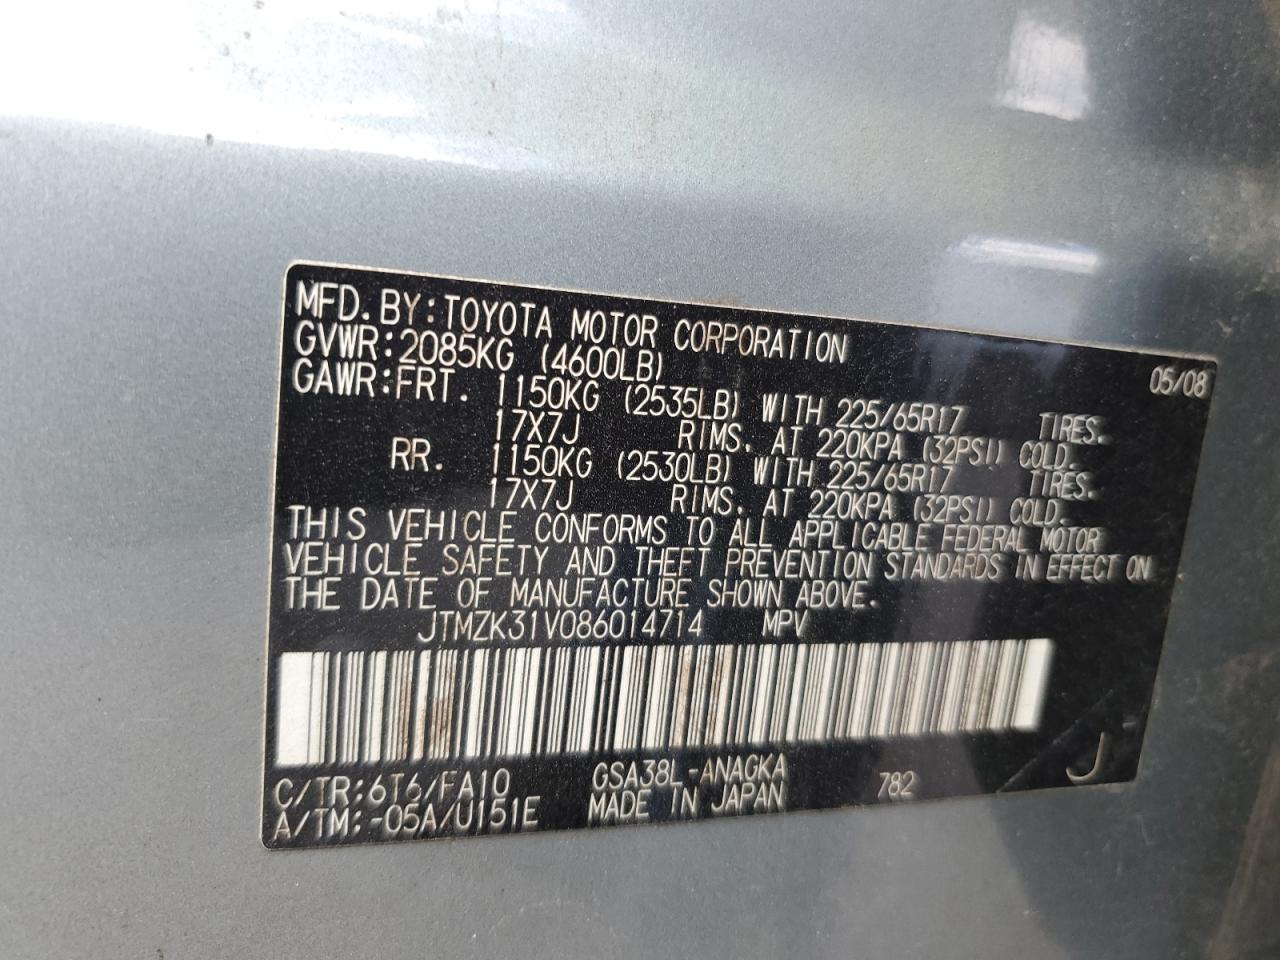 MFD. BY: TOYOTA MOTOR CORPORATION 05/08
GVWR: 2085KG (4600LB)
GAWR: FRT. 1150KG (2535LB) WITH 225/65R17 TIRES.
17X7J RIMS. AT 220KPA (32PSI) COLD.
RR. 1150KG (2530LB) WITH 225/65R17 TIRES.
17X7J RIMS. AT 220KPA (32PSI) COLD.
THIS VEHICLE CONFORMS TO ALL APPLICABLE FEDERAL MOTOR
VEHICLE SAFETY AND THEFT PREVENTION STANDARDS IN EFFECT ON
THE DATE OF MANUFACTURE SHOWN ABOVE.
JTMZK31V086014714 MPV
C/TR: 6T6/FA10 GSA38L-ANAGKA 782 J
A/TM: -05A/U151E MADE IN JAPAN